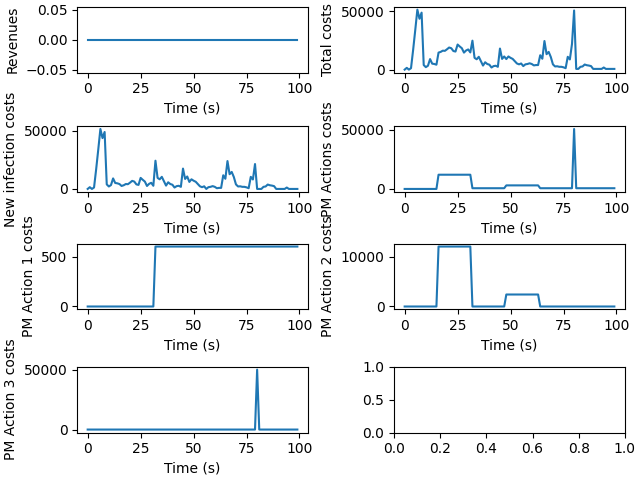 Revenues
0.05
0.00
−0.05
0 25 50 75 100
Time (s)
Total costs
50000
0
0 25 50 75 100
Time (s)
New infection costs
50000
0
0 25 50 75 100
Time (s)
PM Actions costs
50000
0
0 25 50 75 100
Time (s)
PM Action 1 costs
500
0
0 25 50 75 100
Time (s)
PM Action 2 costs
10000
0
0 25 50 75 100
Time (s)
PM Action 3 costs
50000
0
0 25 50 75 100
Time (s)
1.0
0.5
0.0
0.0 0.2 0.4 0.6 0.8 1.0